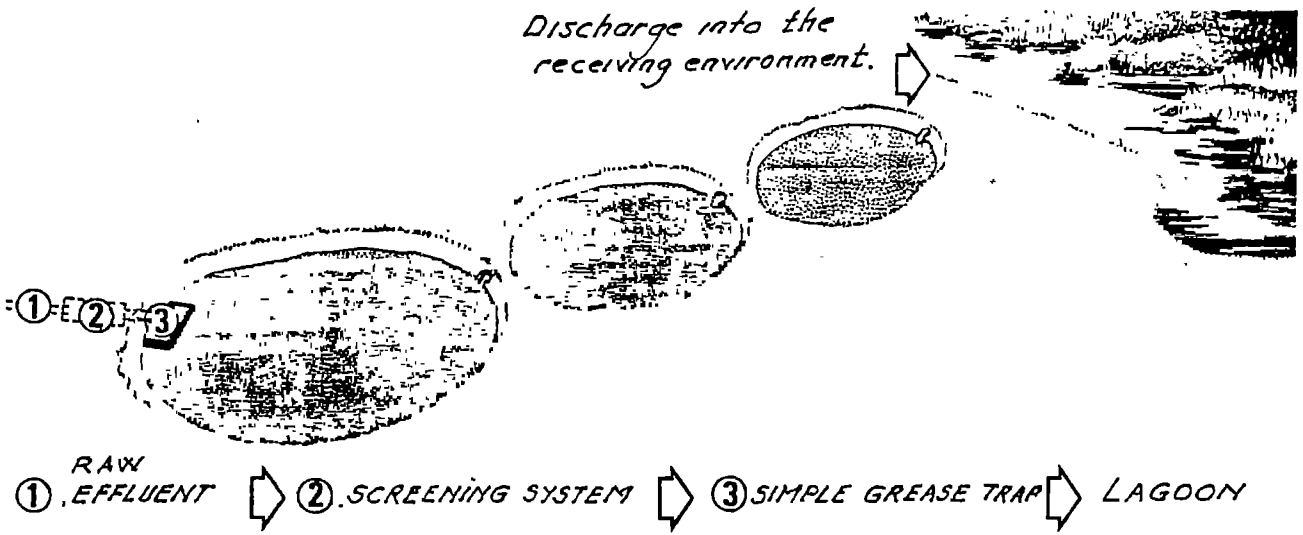 Discharge into the
receiving environment.
① ② ③
RAW
①. EFFLUENT ②. SCREENING SYSTEM ③ SIMPLE GREASE TRAP LAGOON